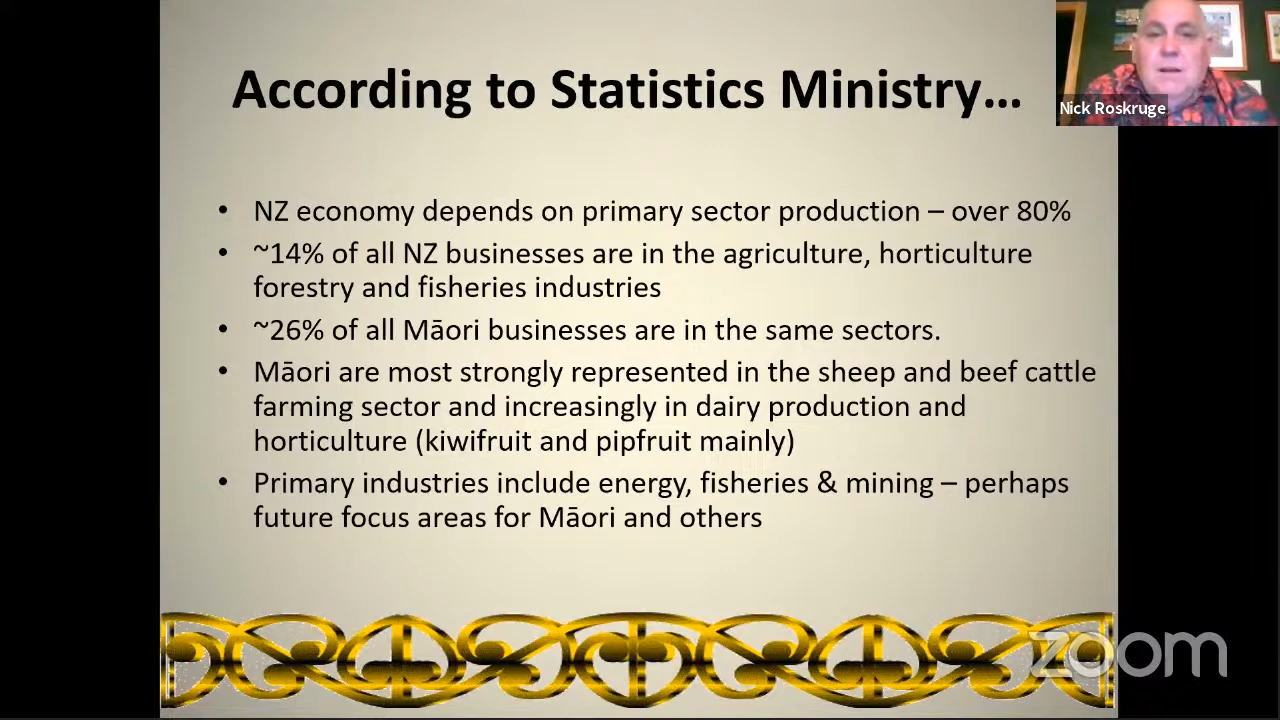 According to Statistics Ministry...
Nick Roskruge
• NZ economy depends on primary sector production – over 80%
• ~14% of all NZ businesses are in the agriculture, horticulture
forestry and fisheries industries
• ~26% of all Māori businesses are in the same sectors.
• Māori are most strongly represented in the sheep and beef cattle
farming sector and increasingly in dairy production and
horticulture (kiwifruit and pipfruit mainly)
• Primary industries include energy, fisheries & mining – perhaps
future focus areas for Māori and others
zoom